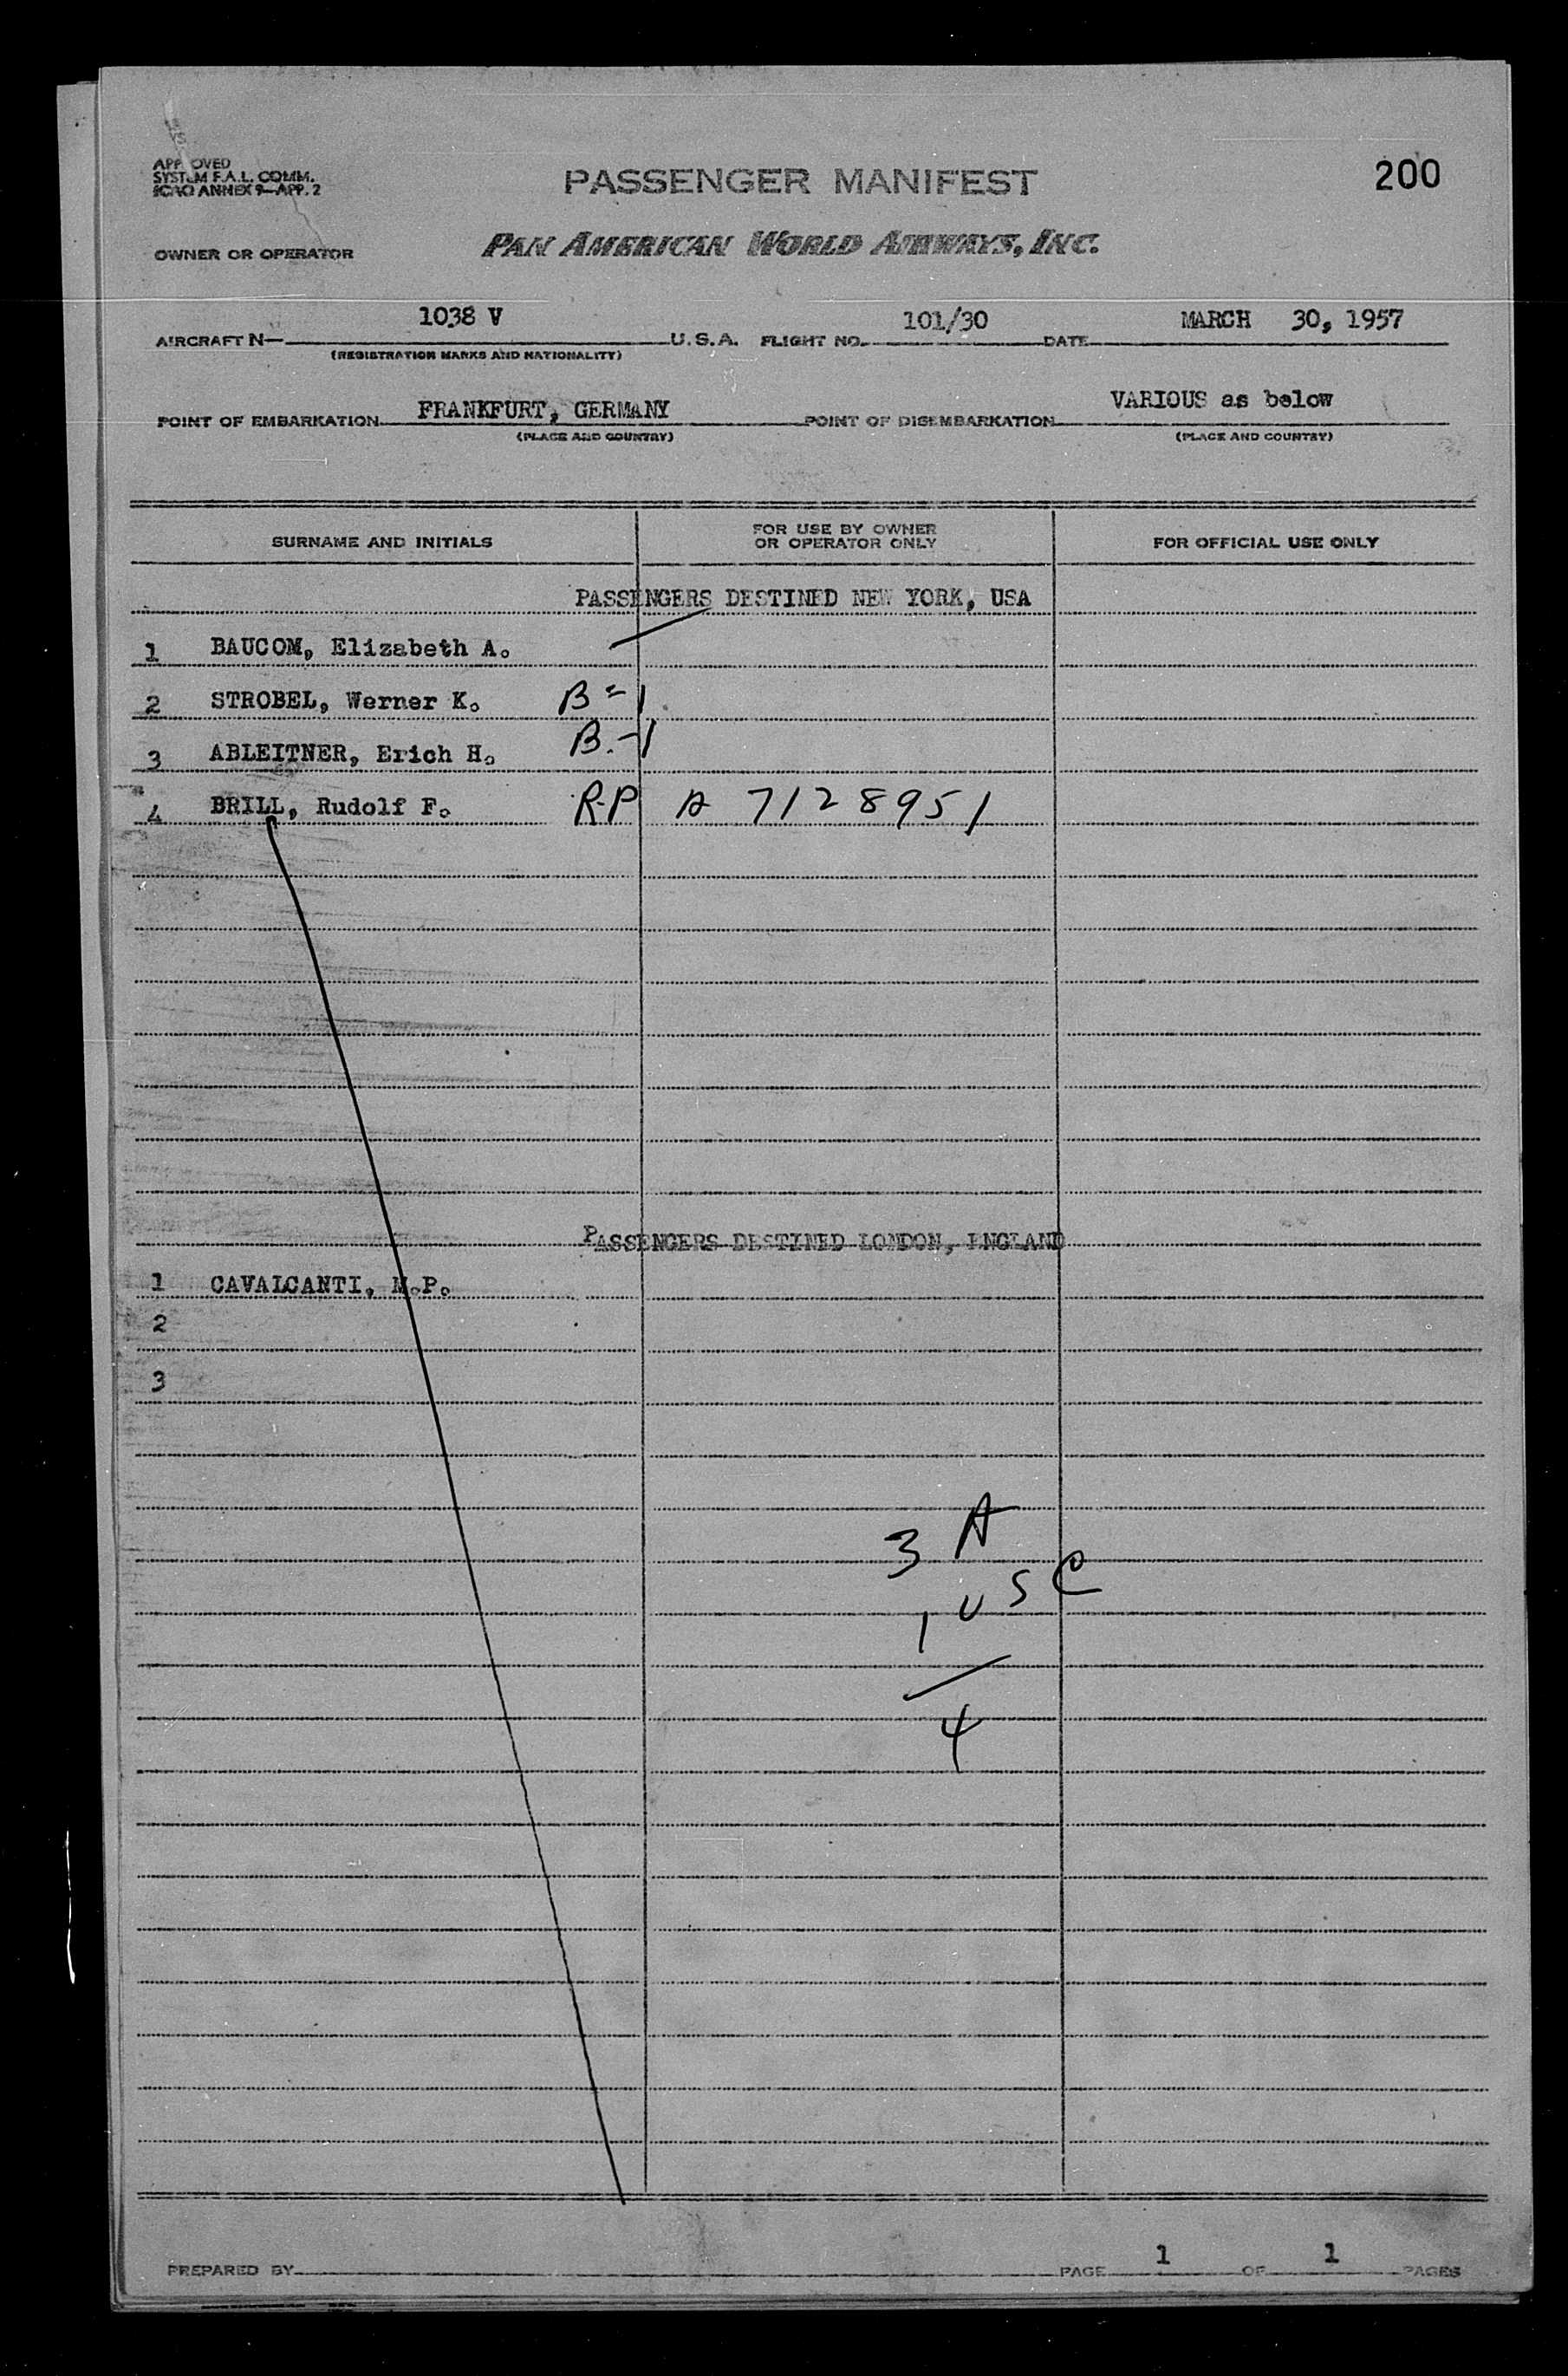 APPROVED
SYSTEM F.A.L. COMM.
ICAO ANNEX 9—APP. 2
PASSENGER MANIFEST
200
OWNER OR OPERATOR
PAN AMERICAN WORLD AIRWAYS, INC.
AIRCRAFT N— 1038 V U.S.A. FLIGHT NO. 101/30 DATE MARCH 30, 1957
(REGISTRATION MARKS AND NATIONALITY)
POINT OF EMBARKATION FRANKFURT, GERMANY POINT OF DISEMBARKATION VARIOUS as below
(PLACE AND COUNTRY) (PLACE AND COUNTRY)
SURNAME AND INITIALS
FOR USE BY OWNER
OR OPERATOR ONLY
FOR OFFICIAL USE ONLY
PASSENGERS DESTINED NEW YORK, USA
1 BAUCOM, Elizabeth A.
2 STROBEL, Werner K. B-1
3 ABLEITNER, Erich H. B.-1
4 BRILL, Rudolf F. R-P A 7128951
PASSENGERS DESTINED LONDON, ENGLAND
1 CAVALCANTI, M.P.
2
3
3 A
1 USC
4
PREPARED BY PAGE 1 OF 1 PAGES